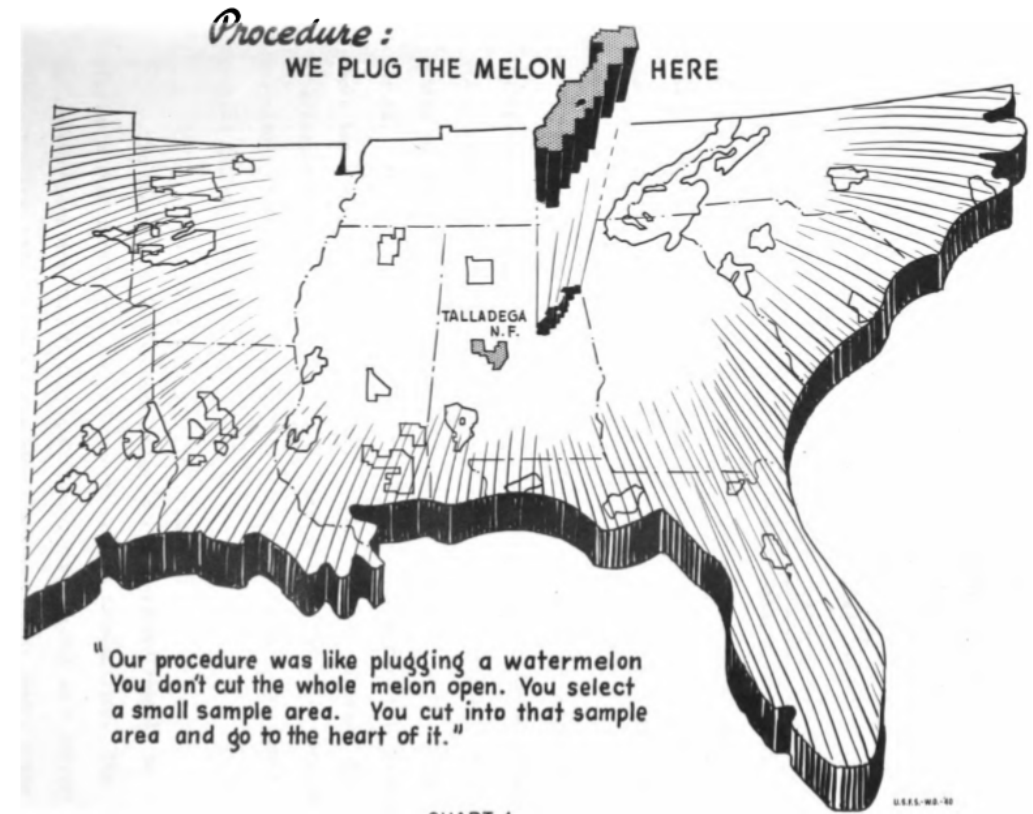 Procedure :
WE PLUG THE MELON HERE
TALLADEGA
N. F.
"Our procedure was like plugging a watermelon
You don't cut the whole melon open. You select
a small sample area. You cut into that sample
area and go to the heart of it."
U.S.F.S.-W.O.-'40